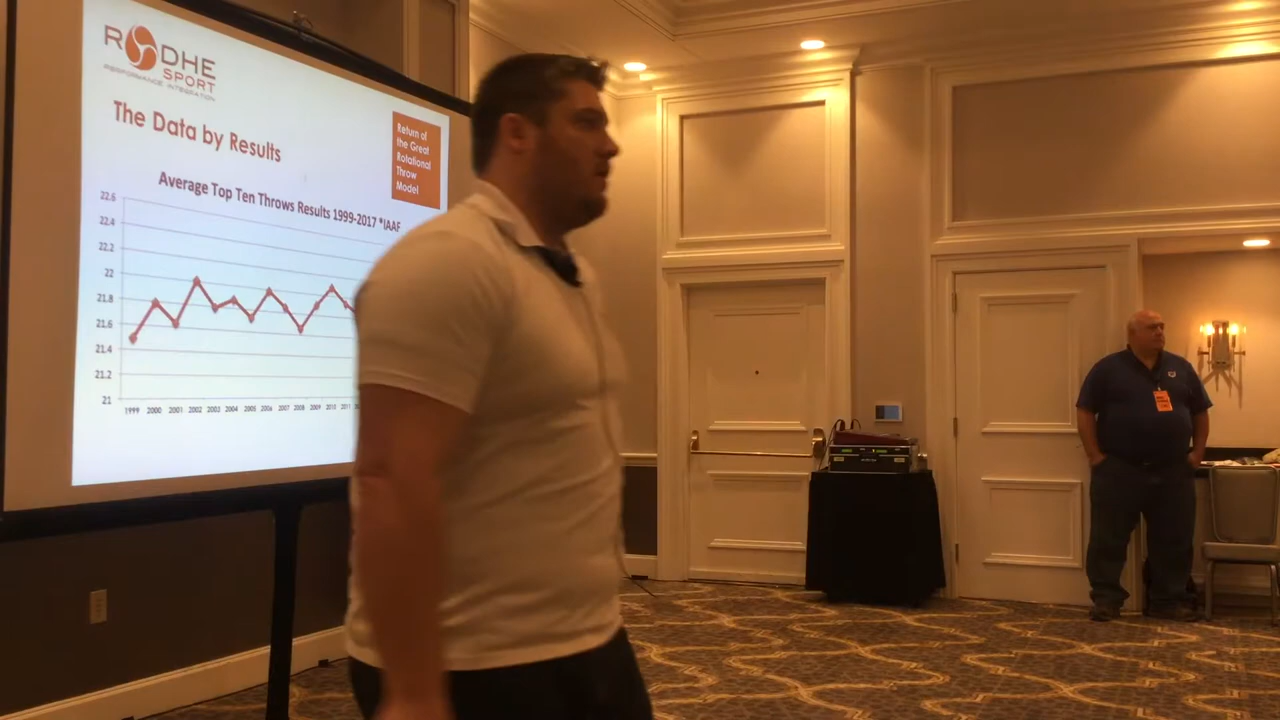 RODHE
SPORT
PERFORMANCE INTEGRATION
The Data by Results
Return of
the Great
Rotational
Throw
Model
Average Top Ten Throws Results 1999-2017 *IAAF
22.6
22.4
22.2
22
21.8
21.6
21.4
21.2
21
1999 2000 2001 2002 2003 2004 2005 2006 2007 2008 2009 2010 2011